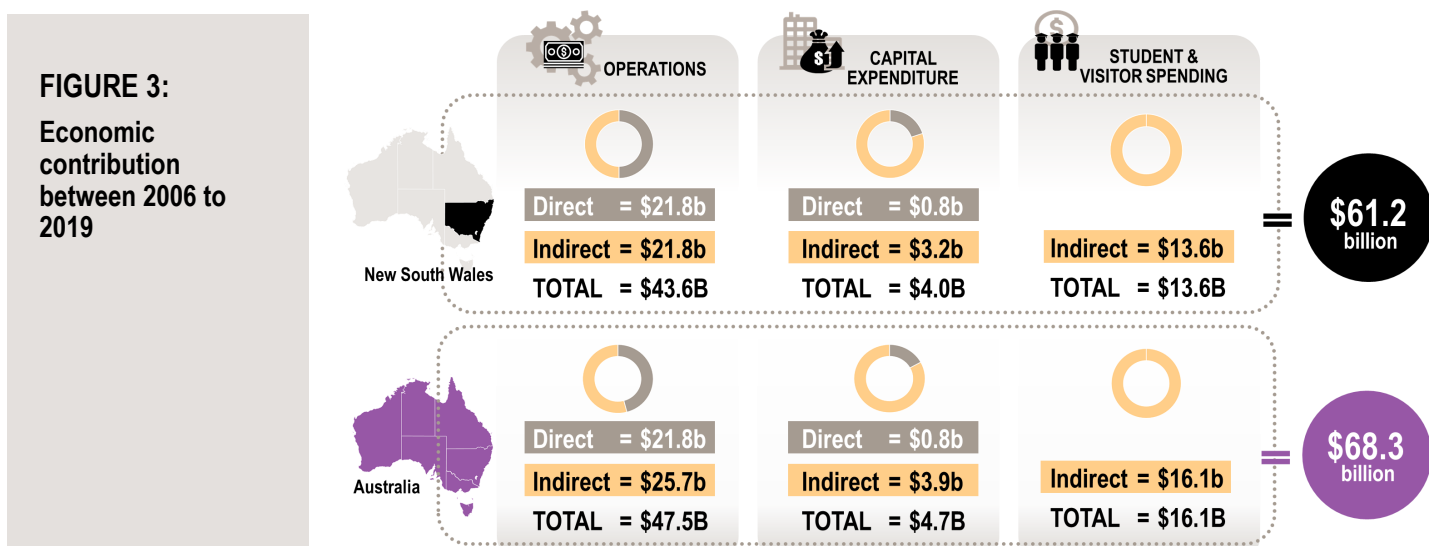 FIGURE 3:
Economic
contribution
between 2006 to
2019
OPERATIONS
CAPITAL
EXPENDITURE
STUDENT &
VISITOR SPENDING
New South Wales
Direct = $21.8b
Indirect = $21.8b
TOTAL = $43.6B
Direct = $0.8b
Indirect = $3.2b
TOTAL = $4.0B
Indirect = $13.6b
TOTAL = $13.6B
=
$61.2
billion
Australia
Direct = $21.8b
Indirect = $25.7b
TOTAL = $47.5B
Direct = $0.8b
Indirect = $3.9b
TOTAL = $4.7B
Indirect = $16.1b
TOTAL = $16.1B
=
$68.3
billion